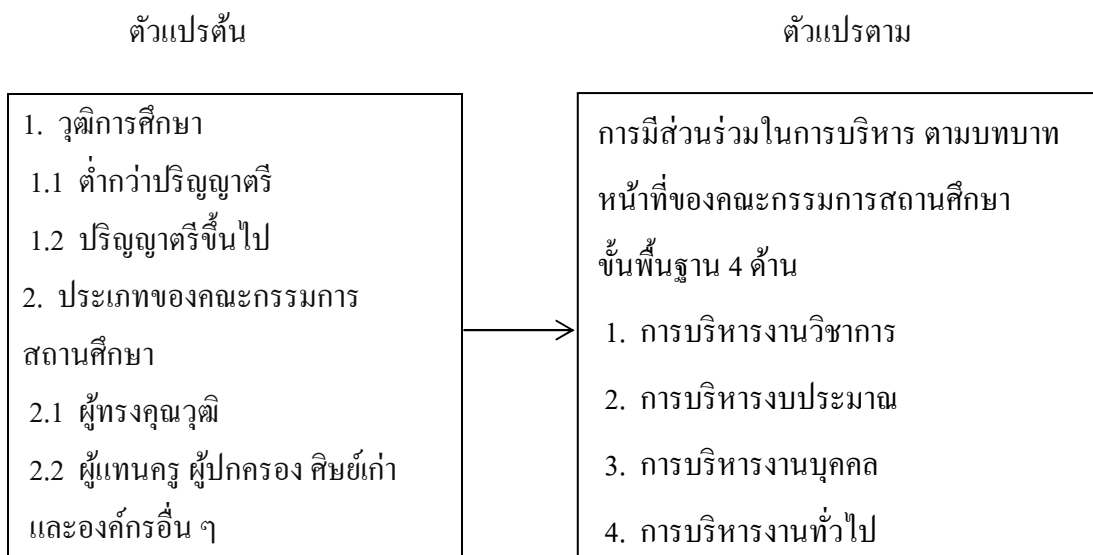 ตัวแปรต้น
ตัวแปรตาม
1. วุฒิการศึกษา
1.1 ต่ำกว่าปริญญาตรี
1.2 ปริญญาตรีขึ้นไป
2. ประเภทของคณะกรรมการ
สถานศึกษา
2.1 ผู้ทรงคุณวุฒิ
2.2 ผู้แทนครู ผู้ปกครอง ศิษย์เก่า
และองค์กรอื่น ๆ
การมีส่วนร่วมในการบริหาร ตามบทบาท
หน้าที่ของคณะกรรมการสถานศึกษา
ขั้นพื้นฐาน 4 ด้าน
1. การบริหารงานวิชาการ
2. การบริหารงบประมาณ
3. การบริหารงานบุคคล
4. การบริหารงานทั่วไป